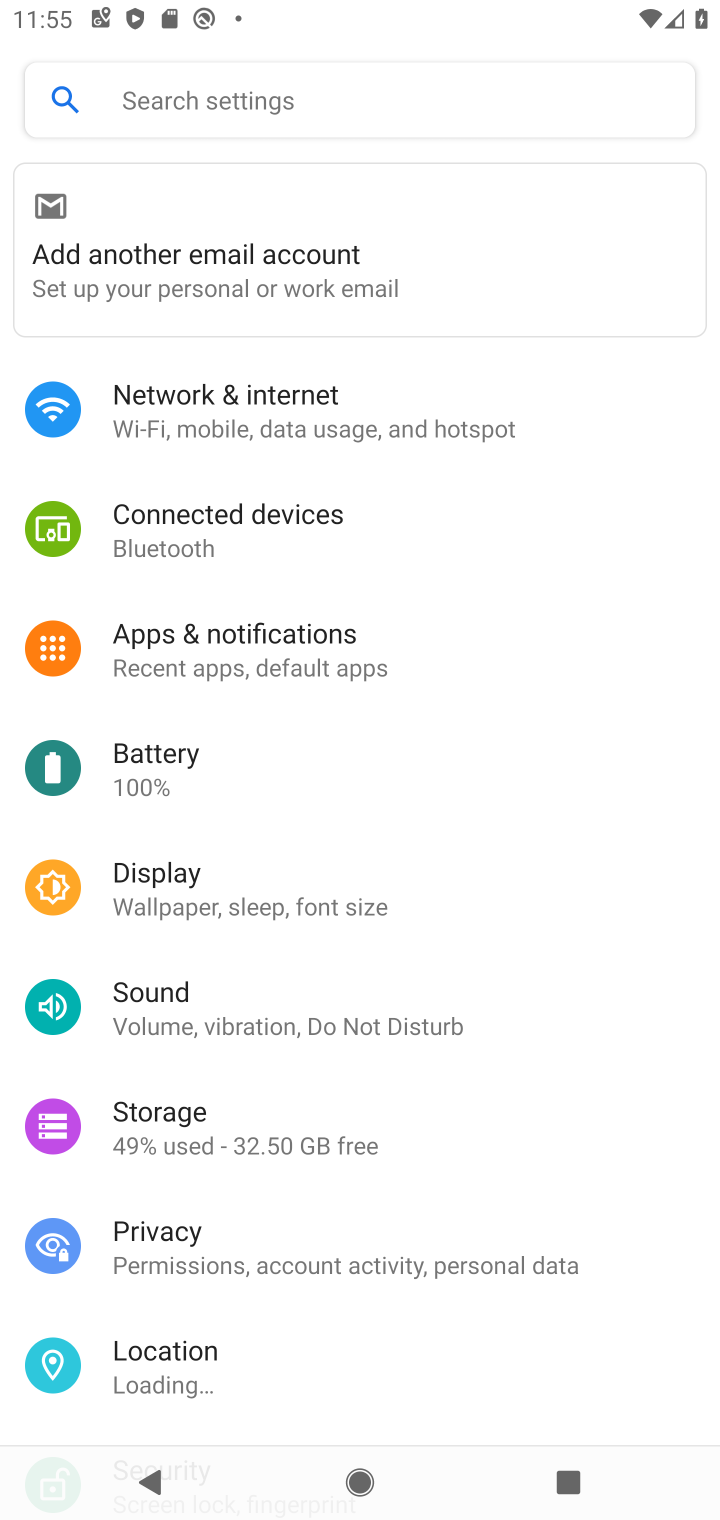 11:55
Search settings
Add another email account
Set up your personal or work email
Network & internet
Wi-Fi, mobile, data usage, and hotspot
Connected devices
Bluetooth
Apps & notifications
Recent apps, default apps
Battery
100%
Display
Wallpaper, sleep, font size
Sound
Volume, vibration, Do Not Disturb
Storage
49% used - 32.50 GB free
Privacy
Permissions, account activity, personal data
Location
Loading…
Security
Screen lock, fingerprint